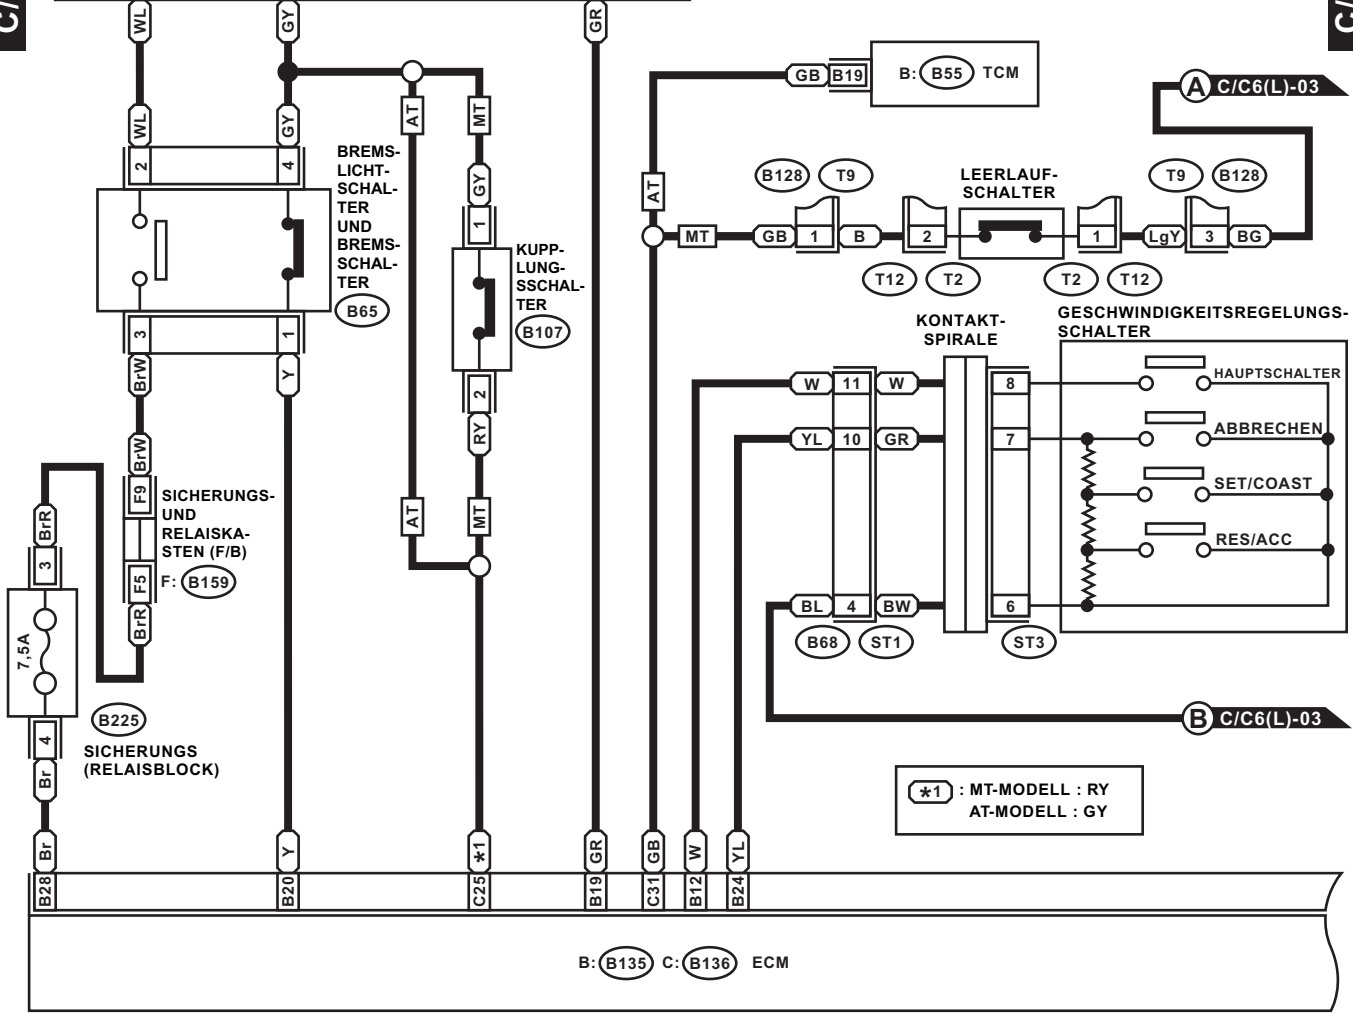 C/
C/
WL
GY
GR
GB
B19
B:
B55
TCM
A
C/C6(L)-03
WL
GY
AT
MT
2
4
BREMS-
LICHT-
SCHAL-
TER
UND
BREMS-
SCHAL-
TER
B65
GY
1
AT
B128
T9
LEERLAUF-
SCHALTER
T9
B128
MT
GB
1
B
2
1
LgY
3
BG
T12
T2
T2
T12
KUPP-
LUNG-
SSCHAL-
TER
B107
3
1
BrW
Y
2
RY
KONTAKT-
SPIRALE
GESCHWINDIGKEITSREGELUNGS-
SCHALTER
W
11
W
8
HAUPTSCHALTER
YL
10
GR
7
ABBRECHEN
SET/COAST
RES/ACC
BL
4
BW
6
B68
ST1
ST3
BrW
F9
SICHERUNGS-
UND
RELAISKA-
STEN (F/B)
F:
B159
F5
BrR
BrR
3
7,5A
4
Br
B225
SICHERUNGS
(RELAISBLOCK)
AT
MT
B
C/C6(L)-03
*1
: MT-MODELL : RY
AT-MODELL : GY
Br
Y
*1
GR
GB
W
YL
B28
B20
C25
B19
C31
B12
B24
B:
B135
C:
B136
ECM